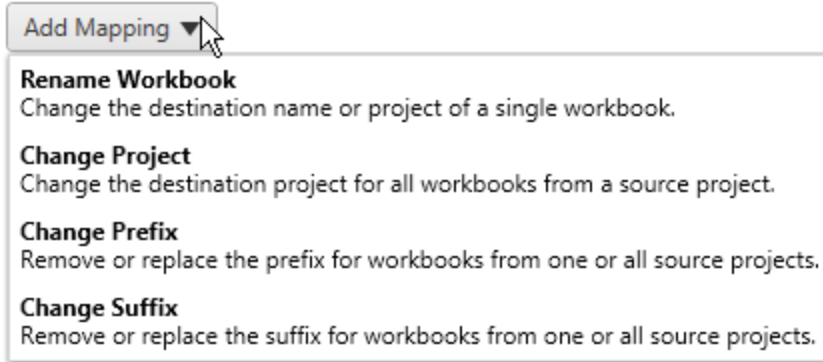 Add Mapping
Rename Workbook
Change the destination name or project of a single workbook.
Change Project
Change the destination project for all workbooks from a source project.
Change Prefix
Remove or replace the prefix for workbooks from one or all source projects.
Change Suffix
Remove or replace the suffix for workbooks from one or all source projects.